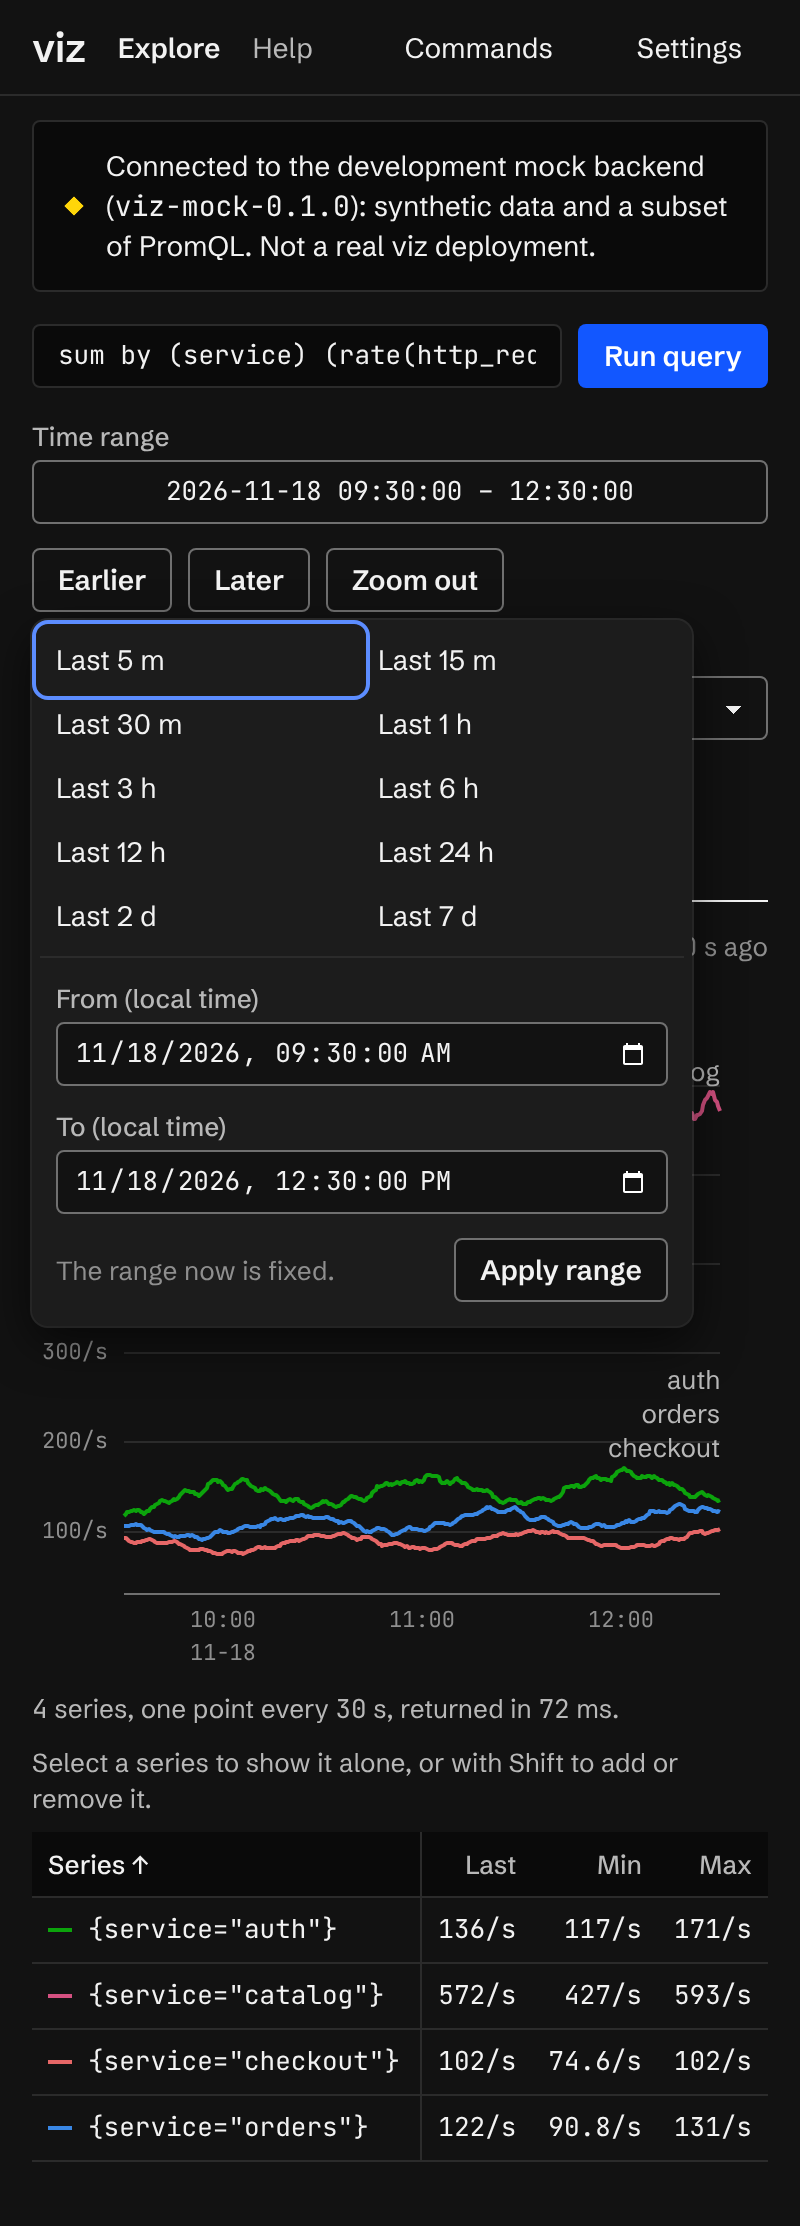 viz Explore Help Commands Settings
Connected to the development mock backend
(viz-mock-0.1.0): synthetic data and a subset
of PromQL. Not a real viz deployment.
sum by (service) (rate(http_req
Run query
Time range
2026-11-18 09:30:00 – 12:30:00
Earlier Later Zoom out
Last 5 m Last 15 m
Last 30 m Last 1 h
Last 3 h Last 6 h
Last 12 h Last 24 h
Last 2 d Last 7 d
s ago
From (local time)
11/18/2026, 09:30:00 AM
og
To (local time)
11/18/2026, 12:30:00 PM
The range now is fixed. Apply range
300/s
auth
orders
200/s
checkout
100/s
10:00 11:00 12:00
11-18
4 series, one point every 30 s, returned in 72 ms.
Select a series to show it alone, or with Shift to add or
remove it.
Series ↑ Last Min Max
{service="auth"} 136/s 117/s 171/s
{service="catalog"} 572/s 427/s 593/s
{service="checkout"} 102/s 74.6/s 102/s
{service="orders"} 122/s 90.8/s 131/s